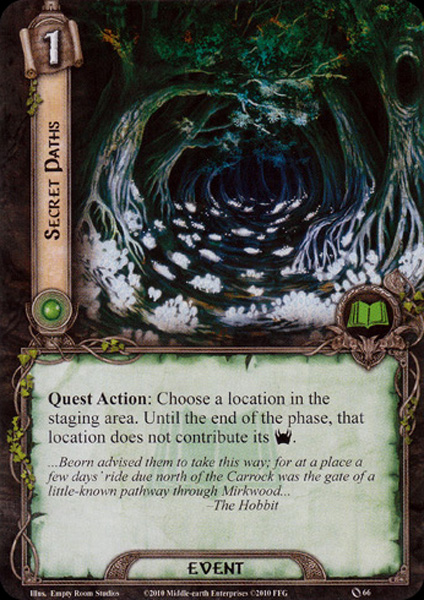 1
SECRET PATHS
Quest Action: Choose a location in the
staging area. Until the end of the phase, that
location does not contribute its .
...Beorn advised them to take this way; for at a place a
few days' ride due north of the Carrock was the gate of a
little-known pathway through Mirkwood...
–The Hobbit
EVENT
Illus. Empty Room Studios ©2010 Middle-earth Enterprises ©2010 FFG 66